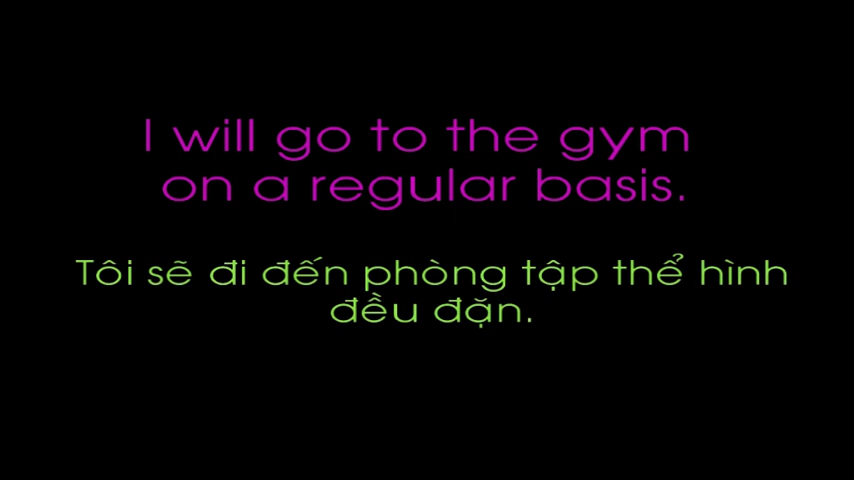 I will go to the gym
on a regular basis.
Tôi sẽ đi đến phòng tập thể hình
đều đặn.